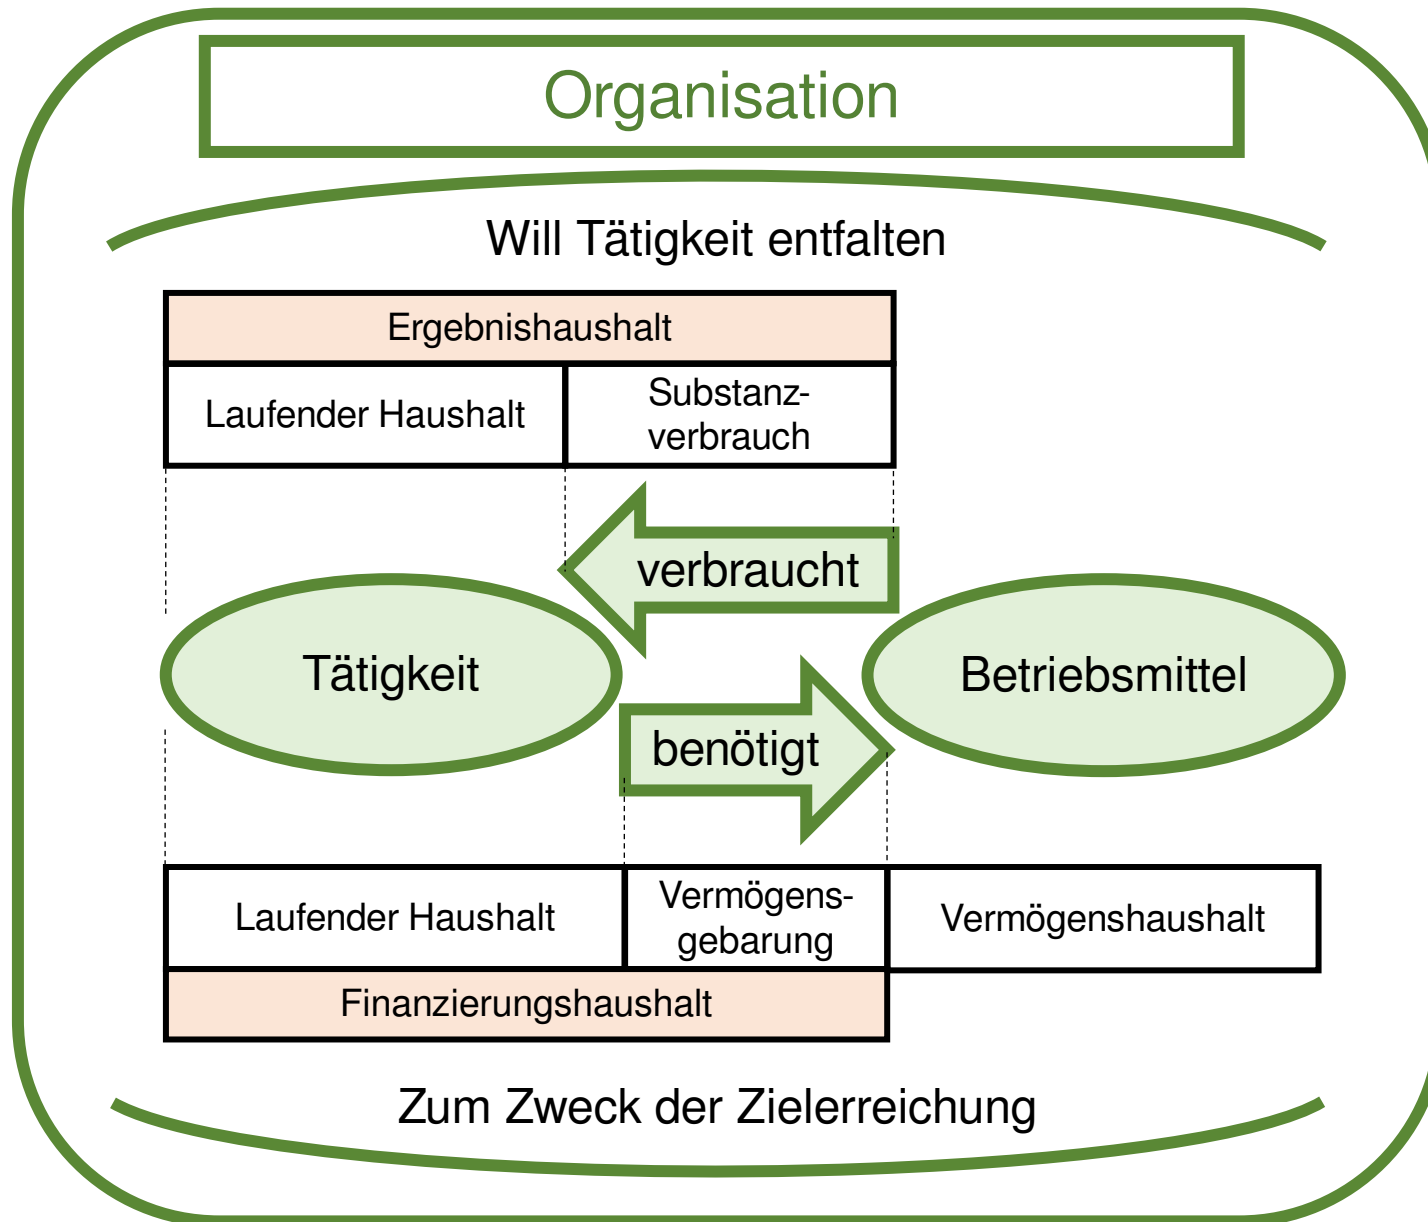 Organisation
Will Tätigkeit entfalten
Ergebnishaushalt
Laufender Haushalt
Substanz-
verbrauch
verbraucht
Tätigkeit
Betriebsmittel
benötigt
Laufender Haushalt
Vermögens-
gebarung
Vermögenshaushalt
Finanzierungshaushalt
Zum Zweck der Zielerreichung